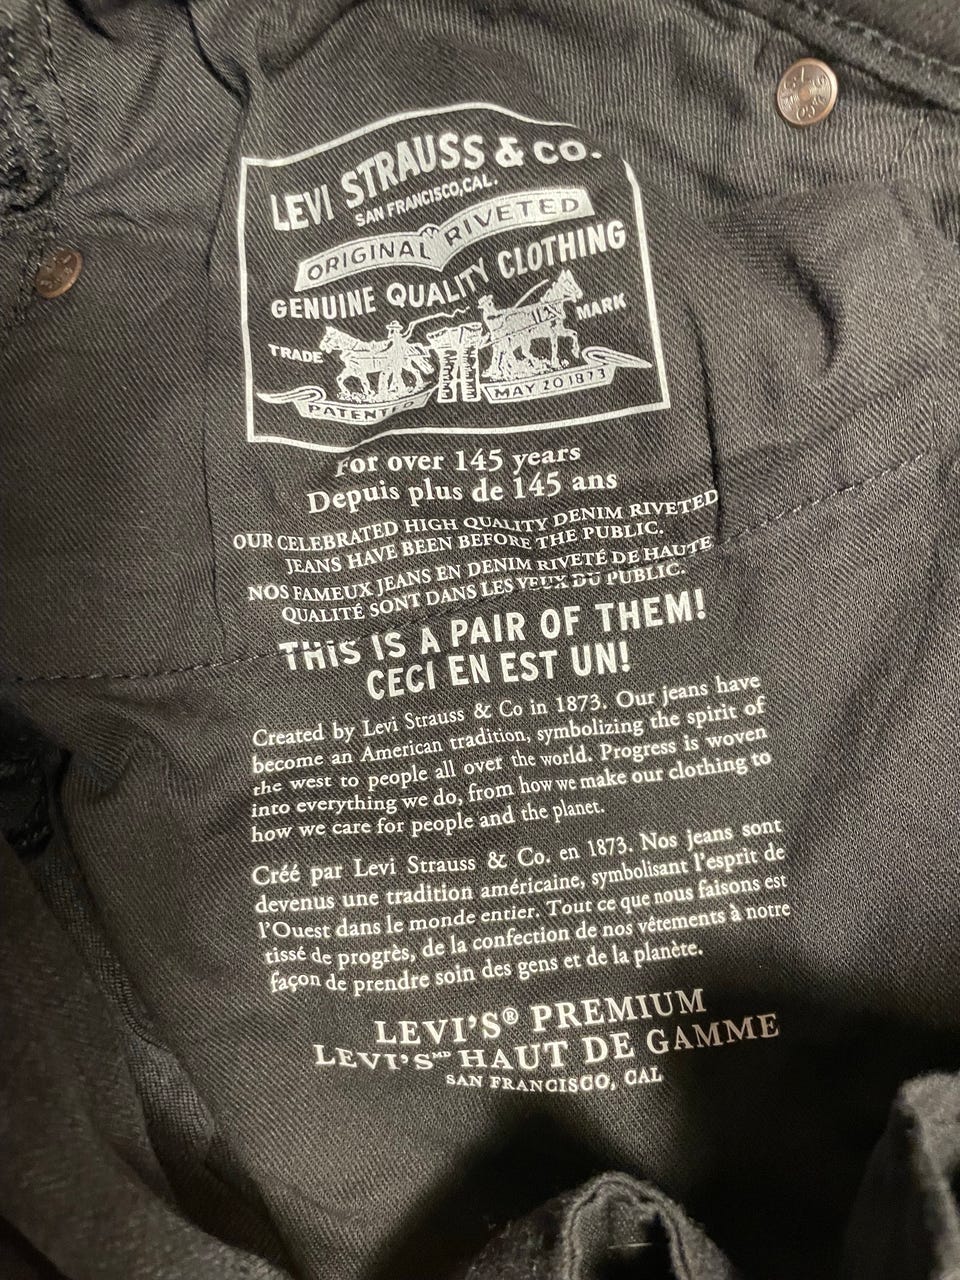 LEVI STRAUSS & CO.
SAN FRANCISCO, CAL.
ORIGINAL RIVETED
GENUINE QUALITY CLOTHING
TRADE MARK
PATENTED MAY 20 1873
For over 145 years
Depuis plus de 145 ans
OUR CELEBRATED HIGH QUALITY DENIM RIVETED
JEANS HAVE BEEN BEFORE THE PUBLIC.
NOS FAMEUX JEANS EN DENIM RIVETÉ DE HAUTE
QUALITÉ SONT DANS LES YEUX DU PUBLIC.
THIS IS A PAIR OF THEM!
CECI EN EST UN!
Created by Levi Strauss & Co in 1873. Our jeans have
become an American tradition, symbolizing the spirit of
the west to people all over the world. Progress is woven
into everything we do, from how we make our clothing to
how we care for people and the planet.
Créé par Levi Strauss & Co. en 1873. Nos jeans sont
devenus une tradition américaine, symbolisant l'esprit de
l'Ouest dans le monde entier. Tout ce que nous faisons est
tissé de progrès, de la confection de nos vêtements à notre
façon de prendre soin des gens et de la planète.
LEVI'S® PREMIUM
LEVI'S MD HAUT DE GAMME
SAN FRANCISCO, CAL